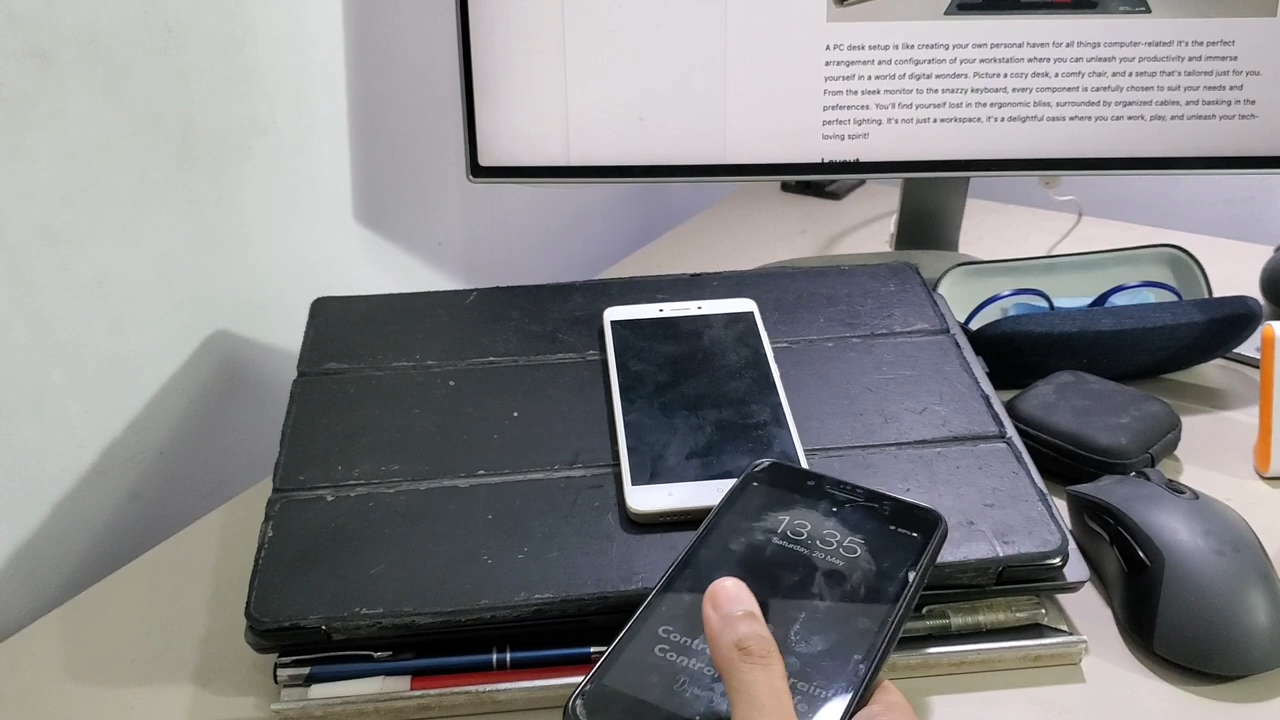 A PC desk setup is like creating your own personal haven for all things computer-related! It's the perfect
arrangement and configuration of your workstation where you can unleash your productivity and immerse
yourself in a world of digital wonders. Picture a cozy desk, a comfy chair, and a setup that's tailored just for you.
From the sleek monitor to the snazzy keyboard, every component is carefully chosen to suit your needs and
preferences. You'll find yourself lost in the ergonomic bliss, surrounded by organized cables, and basking in the
perfect lighting. It's not just a workspace, it's a delightful oasis where you can work, play, and unleash your tech-
loving spirit!
Layout
13.35
Saturday, 20 May